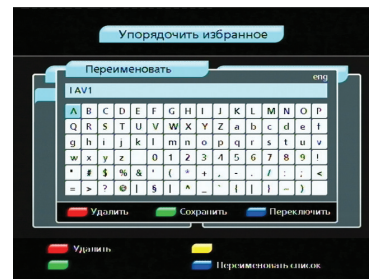 Упорядочить избранное
Переименовать
eng
IAV1
A B C D E F G H I J K L M N O P
Q R S T U V W X Y Z a b c d e f
g h i j k l m n o p q r s t u v
w x y z 0 1 2 3 4 5 6 7 8 9 !
" # $ % & ' ( * + , - . / : ; <
= > ? @ [ § ] ^ _ ` { | } ~ )
Удалить Сохранить Переключить
Удалить
Переименовать список